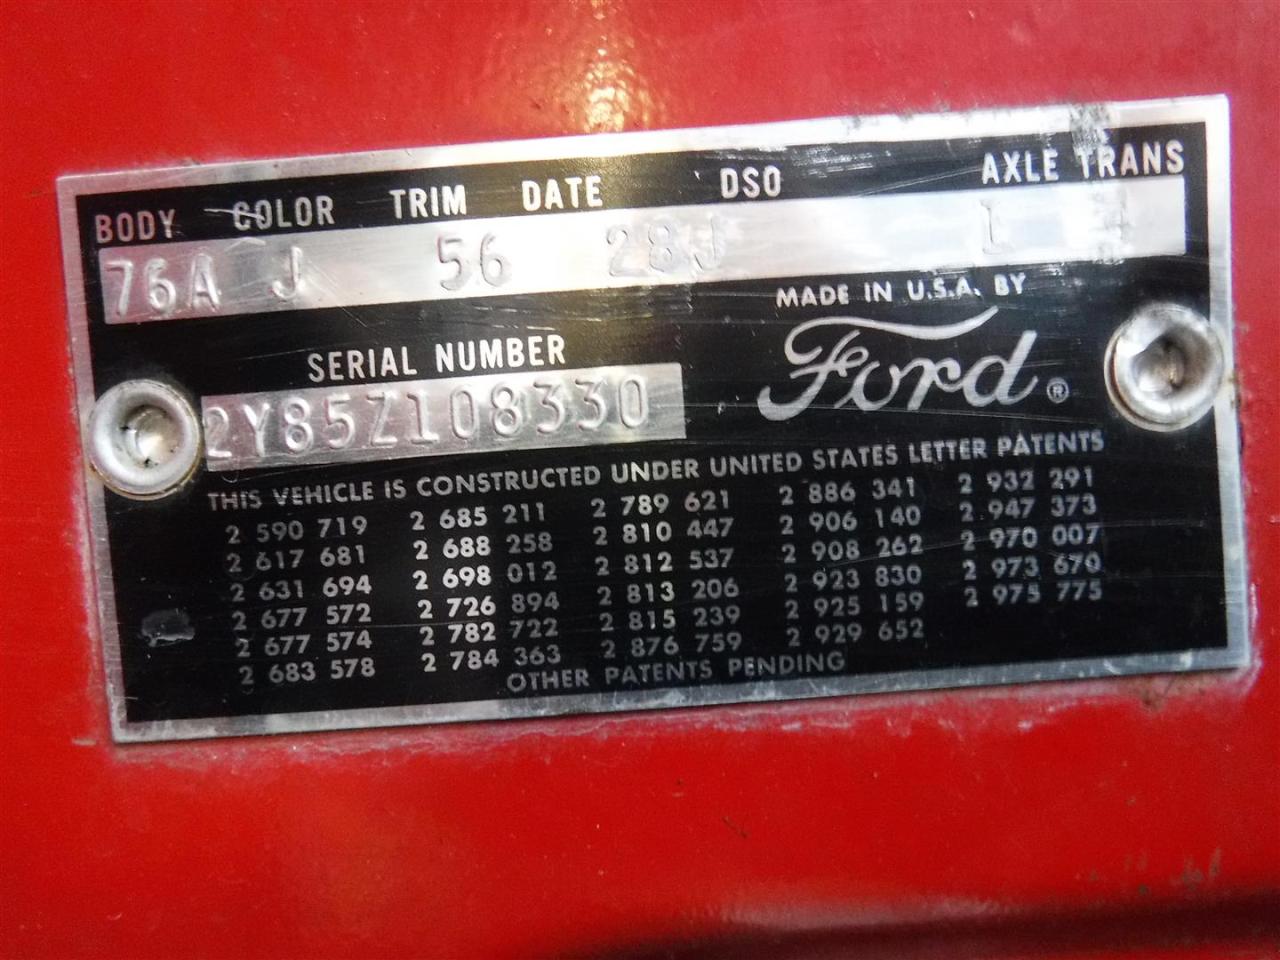 BODY COLOR TRIM DATE DSO AXLE TRANS
76A J 56 28J 1
MADE IN U.S.A. BY
Ford ®
SERIAL NUMBER
2Y85Z108330
THIS VEHICLE IS CONSTRUCTED UNDER UNITED STATES LETTER PATENTS
2 590 719 2 685 211 2 789 621 2 886 341 2 932 291
2 617 681 2 688 258 2 810 447 2 906 140 2 947 373
2 631 694 2 698 012 2 812 537 2 908 262 2 970 007
2 677 572 2 726 894 2 813 206 2 923 830 2 973 670
2 677 574 2 782 722 2 815 239 2 925 159 2 975 775
2 683 578 2 784 363 2 876 759 2 929 652
OTHER PATENTS PENDING